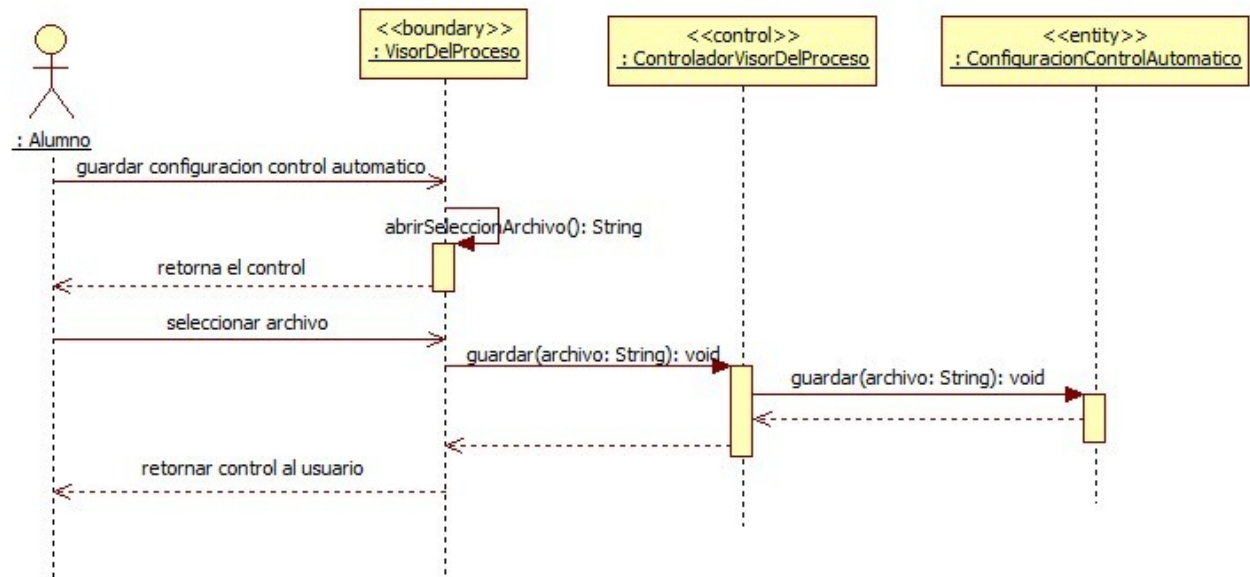 <<boundary>>
: VisorDelProceso
<<control>>
: ControladorVisorDelProceso
<<entity>>
: ConfiguracionControlAutomatico
: Alumno
guardar configuracion control automatico
abrirSeleccionArchivo(): String
retorna el control
seleccionar archivo
guardar(archivo: String): void
guardar(archivo: String): void
retornar control al usuario